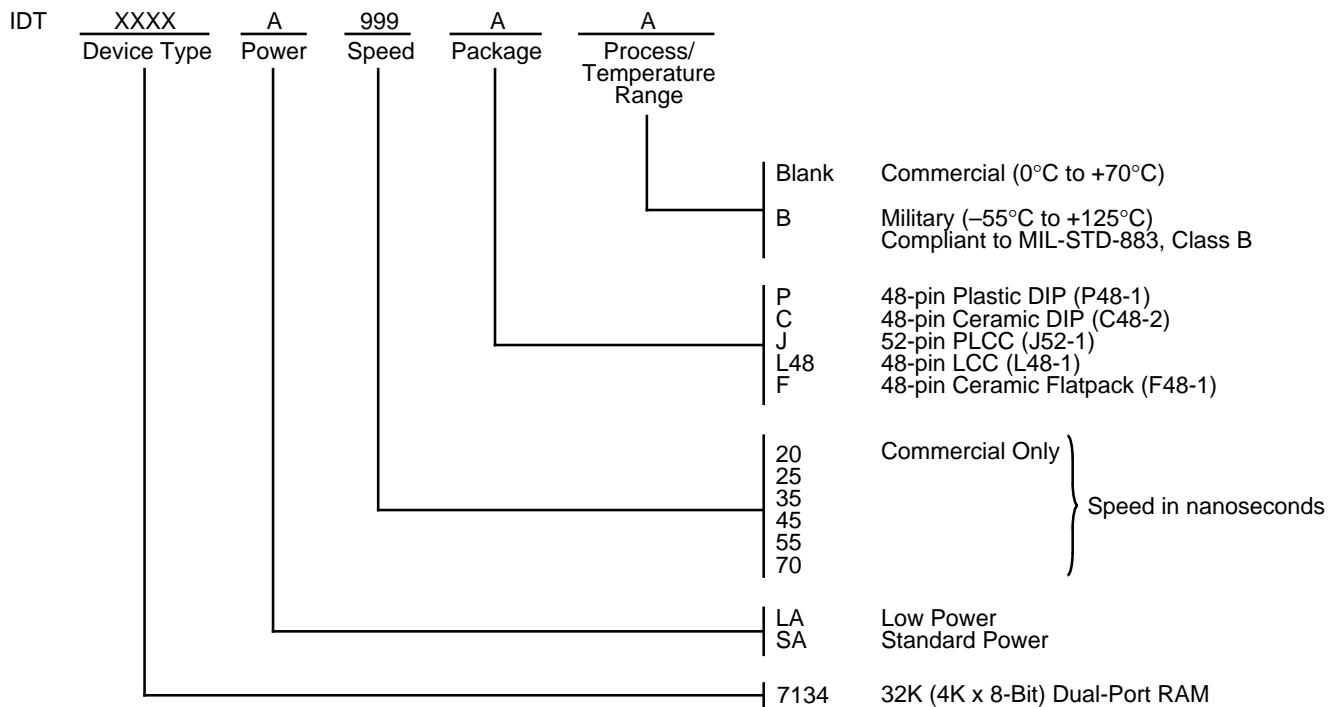 IDT XXXX A 999 A A
Device Type Power Speed Package Process/
Temperature
Range
Blank Commercial (0°C to +70°C)
B Military (–55°C to +125°C)
Compliant to MIL-STD-883, Class B
P 48-pin Plastic DIP (P48-1)
C 48-pin Ceramic DIP (C48-2)
J 52-pin PLCC (J52-1)
L48 48-pin LCC (L48-1)
F 48-pin Ceramic Flatpack (F48-1)
20 Commercial Only
25
35
45
55
70
Speed in nanoseconds
LA Low Power
SA Standard Power
7134 32K (4K x 8-Bit) Dual-Port RAM